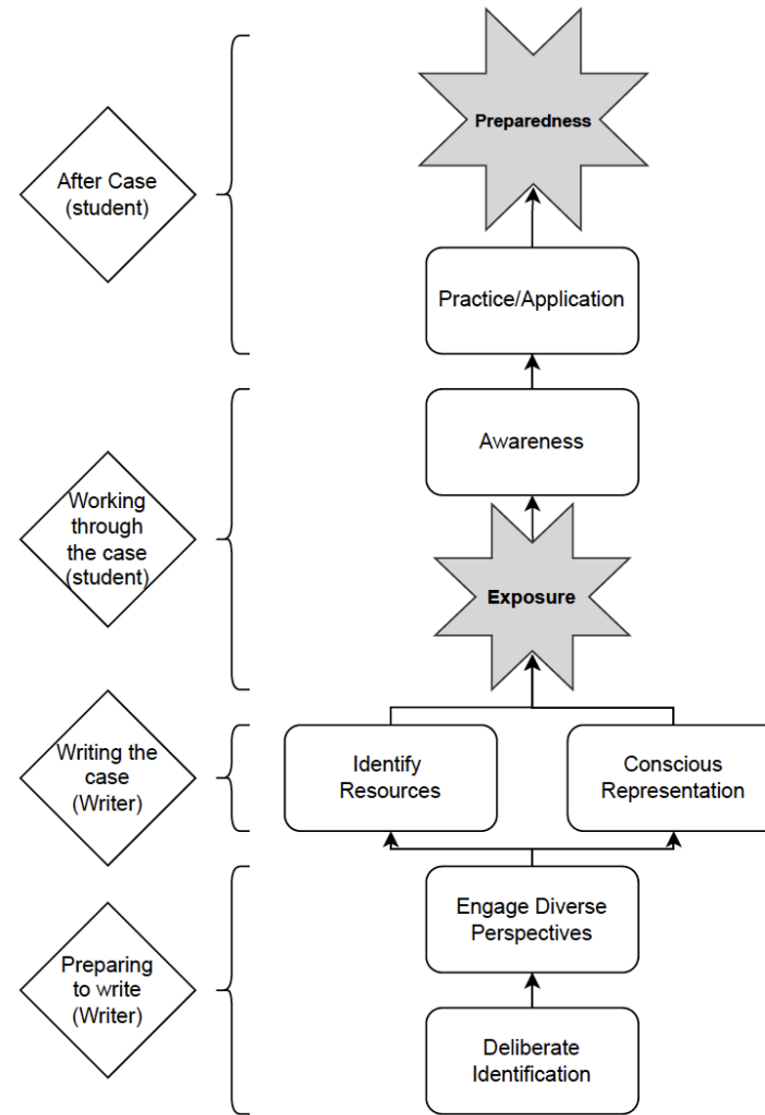 Preparedness
After Case
(student)
Practice/Application
Awareness
Working
through
the case
(student)
Exposure
Writing the
case
(Writer)
Identify
Resources
Conscious
Representation
Engage Diverse
Perspectives
Preparing
to write
(Writer)
Deliberate
Identification